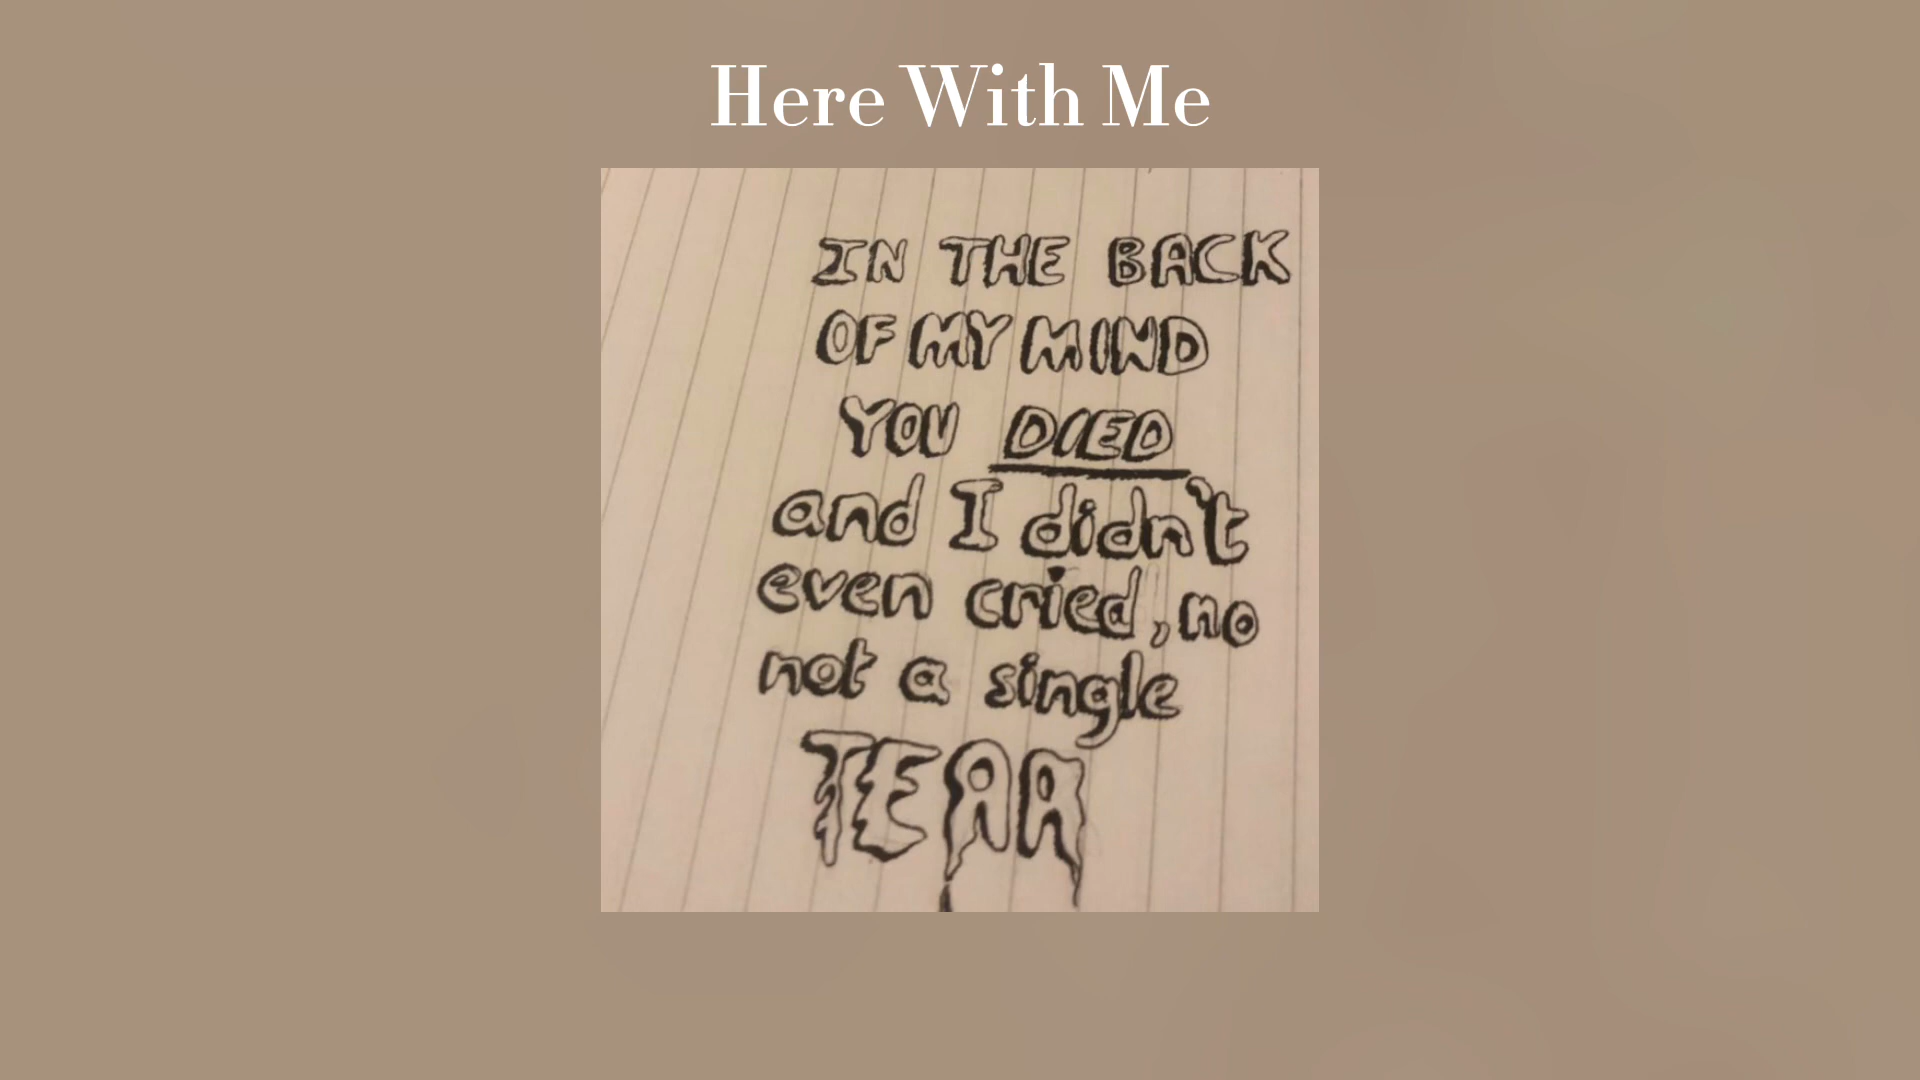 Here With Me
IN THE BACK
OF MY MIND
YOU DIED
and I didn't
even cried, no
not a single
TEAR